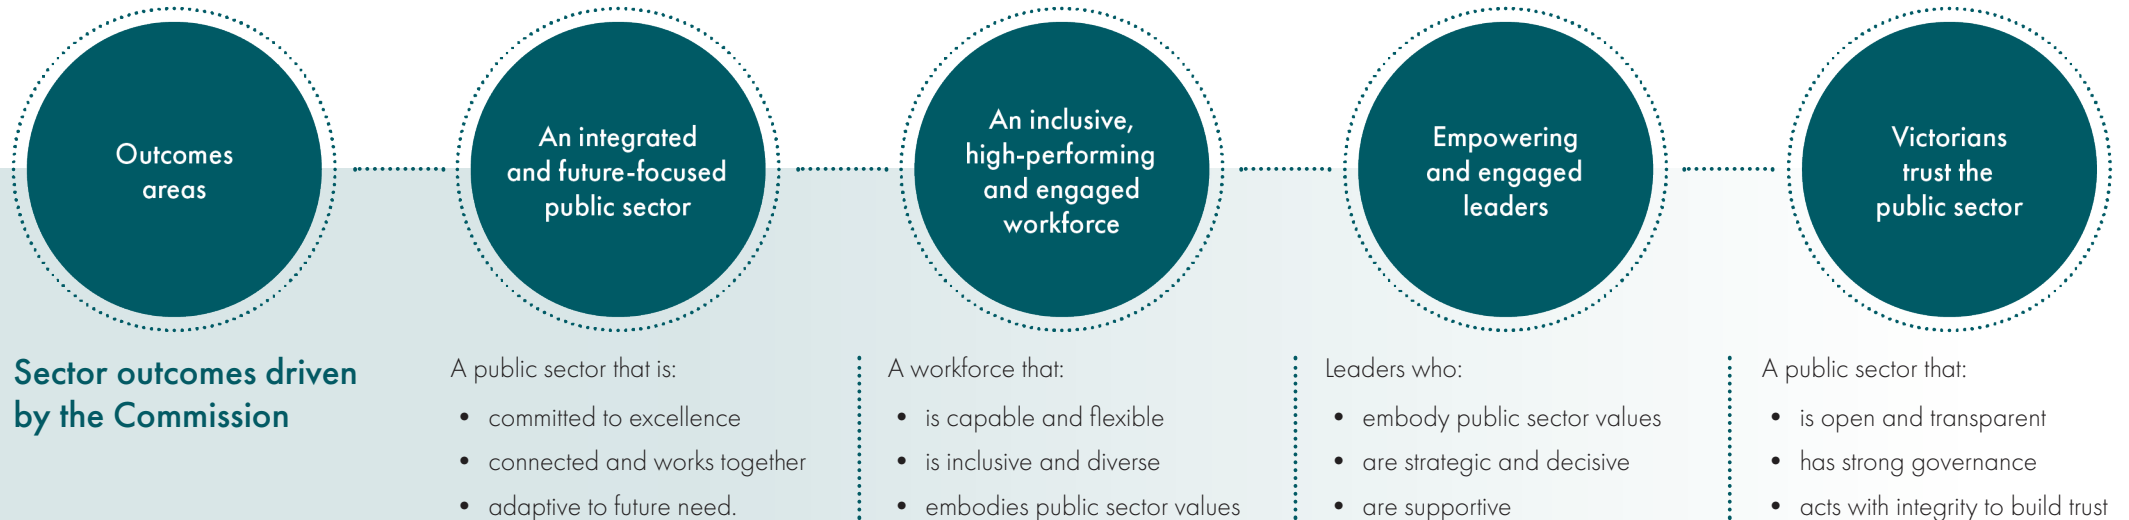 Outcomes
areas
An integrated
and future-focused
public sector
An inclusive,
high-performing
and engaged
workforce
Empowering
and engaged
leaders
Victorians
trust the
public sector
Sector outcomes driven
by the Commission
A public sector that is:
• committed to excellence
• connected and works together
• adaptive to future need.
A workforce that:
• is capable and flexible
• is inclusive and diverse
• embodies public sector values
Leaders who:
• embody public sector values
• are strategic and decisive
• are supportive
A public sector that:
• is open and transparent
• has strong governance
• acts with integrity to build trust